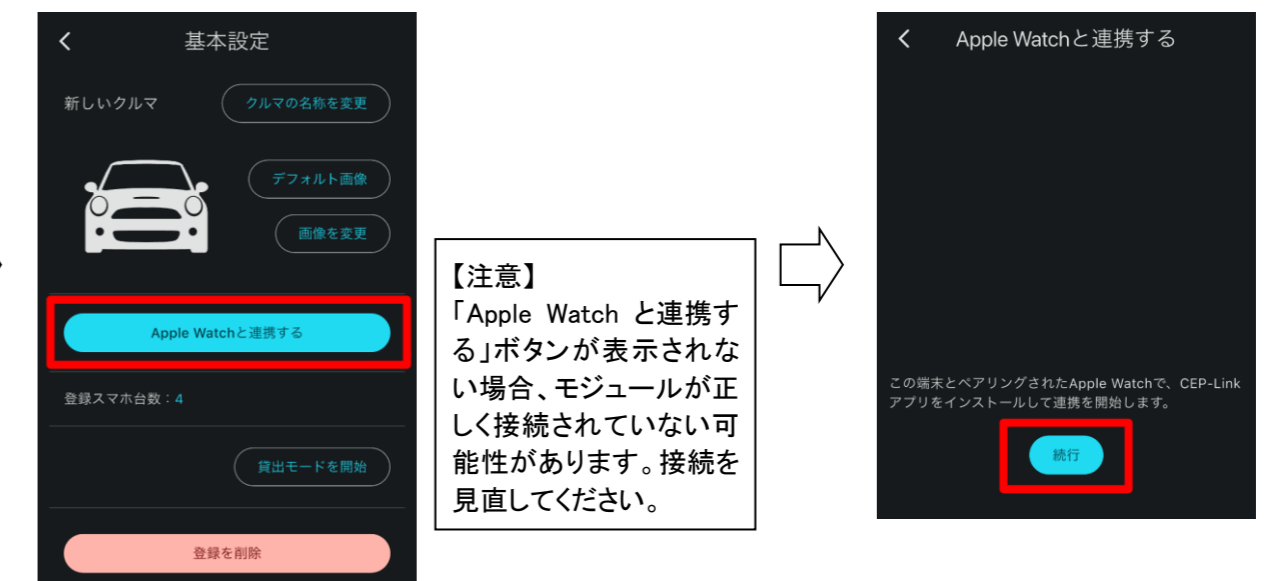 基本設定
新しいクルマ
クルマの名称を変更
デフォルト画像
画像を変更
Apple Watchと連携する
登録スマホ台数：4
貸出モードを開始
登録を削除
【注意】
「Apple Watch と連携す
る」ボタンが表示されな
い場合、モジュールが正
しく接続されていない可
能性があります。接続を
見直してください。
Apple Watchと連携する
この端末とペアリングされたApple Watchで、CEP-Link
アプリをインストールして連携を開始します。
続行